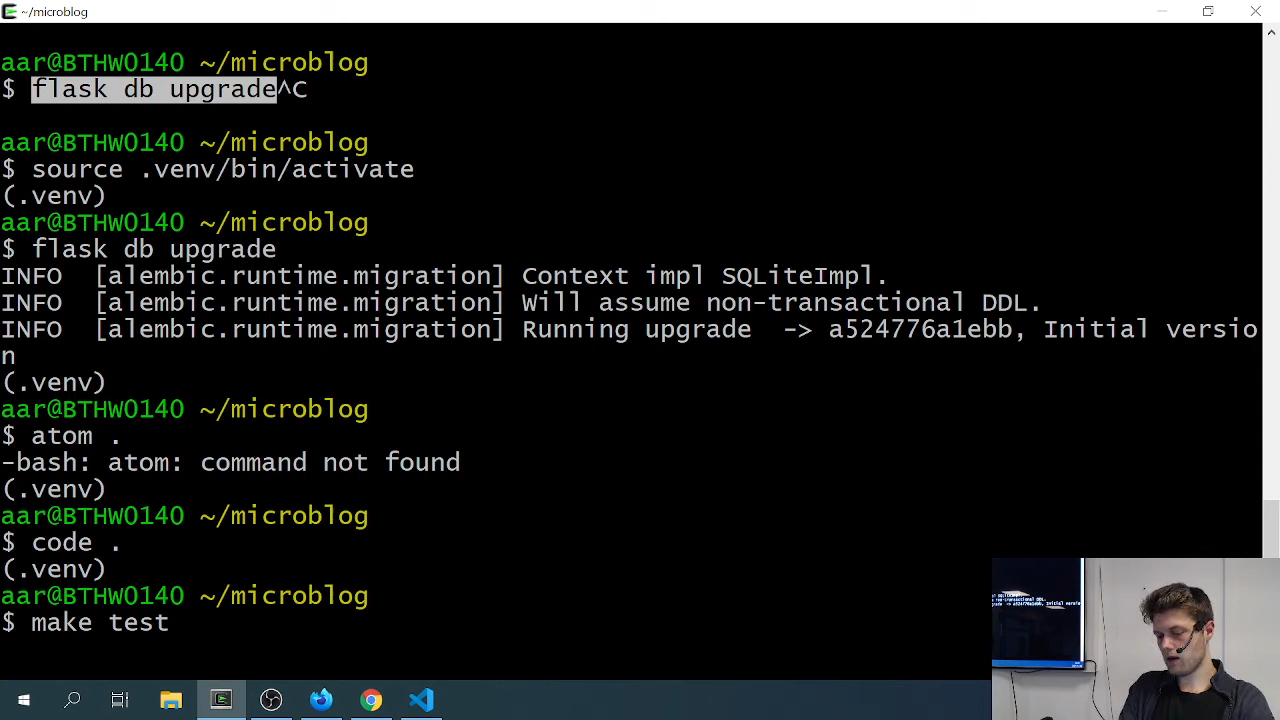 ~/microblog
aar@BTHW0140 ~/microblog
$ flask db upgrade^C
aar@BTHW0140 ~/microblog
$ source .venv/bin/activate
(.venv)
aar@BTHW0140 ~/microblog
$ flask db upgrade
INFO  [alembic.runtime.migration] Context impl SQLiteImpl.
INFO  [alembic.runtime.migration] Will assume non-transactional DDL.
INFO  [alembic.runtime.migration] Running upgrade  -> a524776a1ebb, Initial versio
n
(.venv)
aar@BTHW0140 ~/microblog
$ atom .
-bash: atom: command not found
(.venv)
aar@BTHW0140 ~/microblog
$ code .
(.venv)
aar@BTHW0140 ~/microblog
$ make test